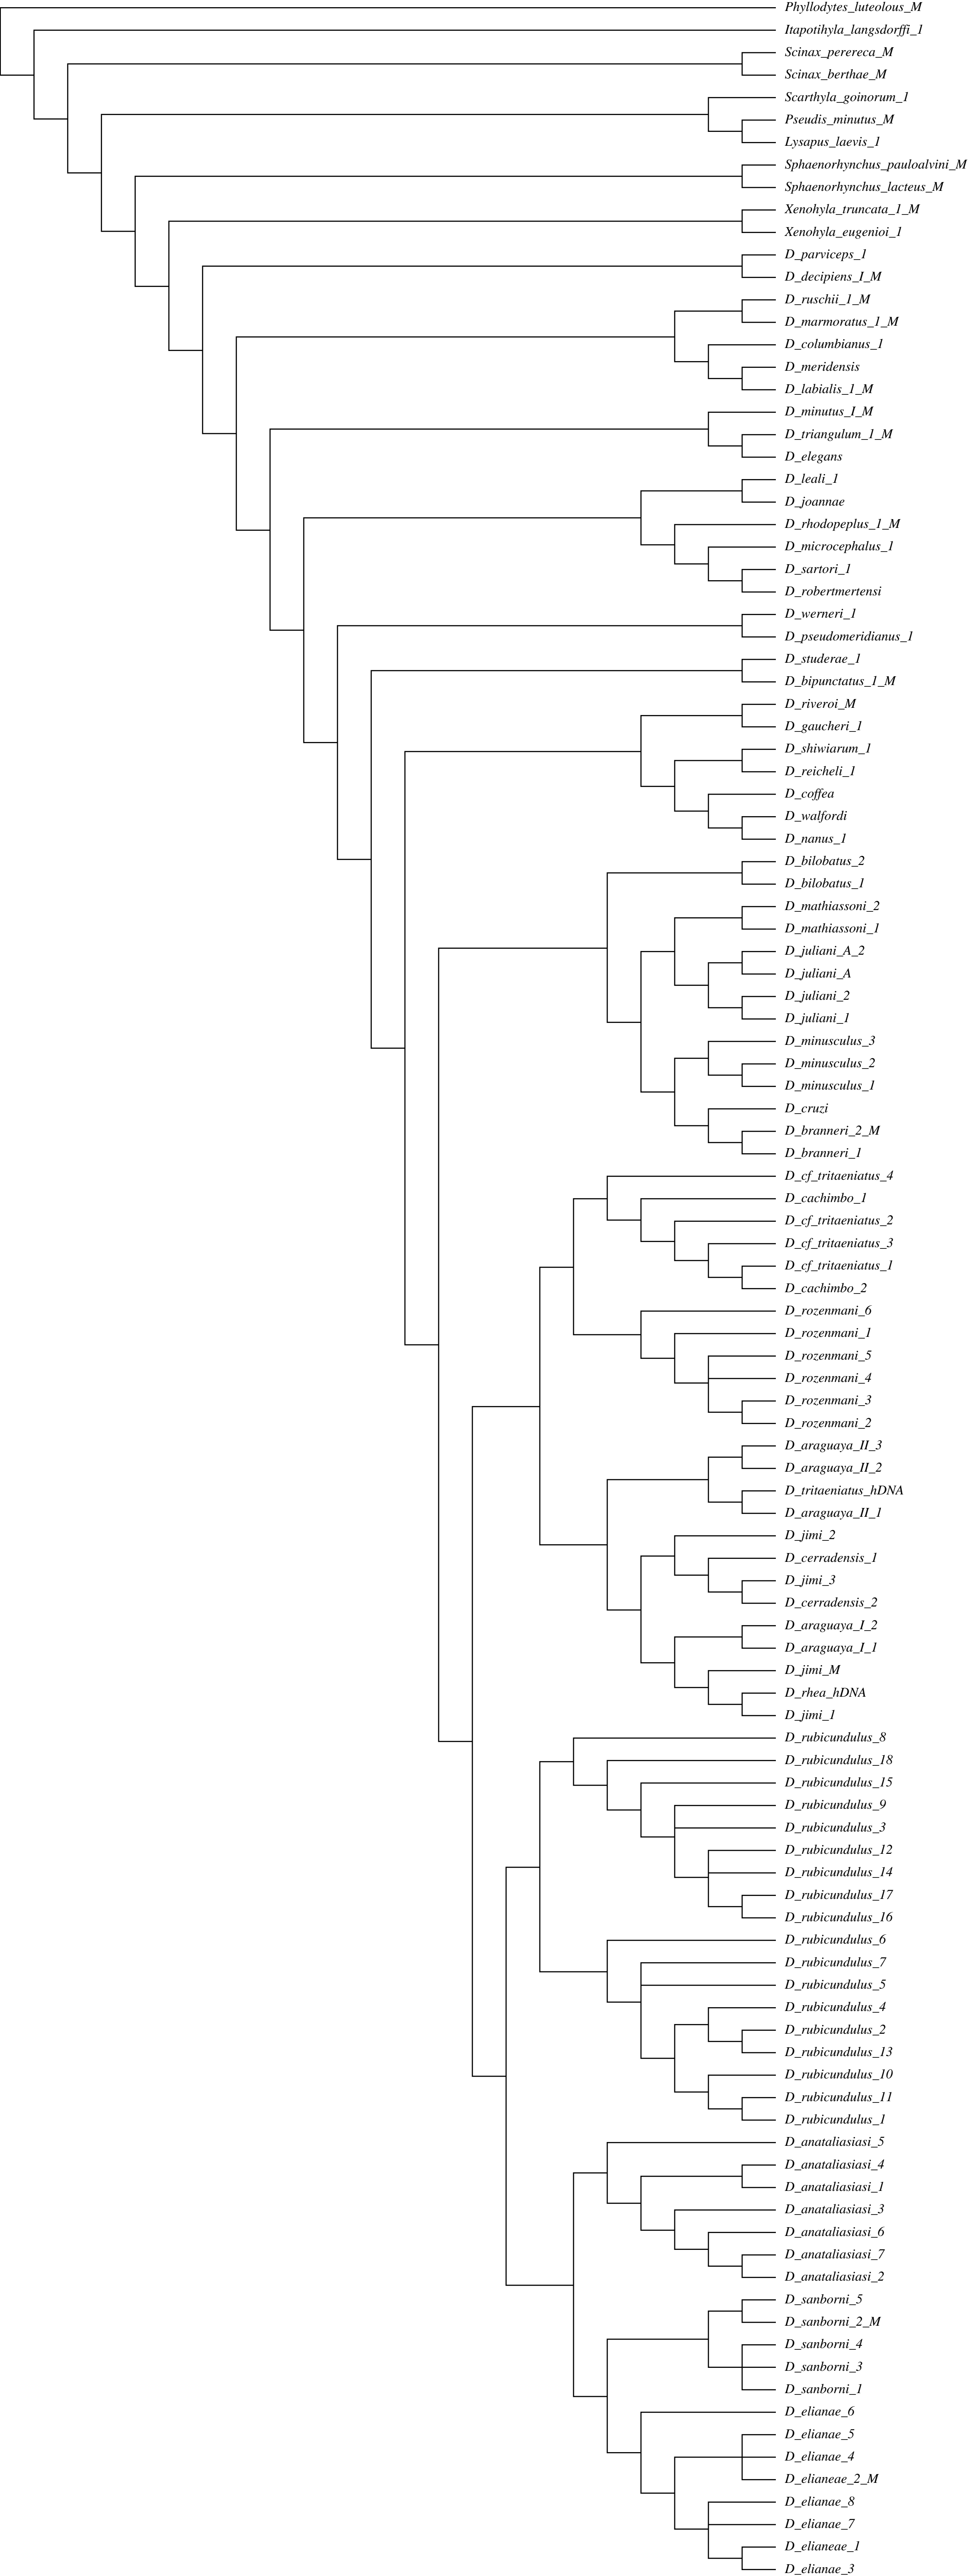 Phyllodytes_luteolous_M
Itapotihyla_langsdorffi_1
Scinax_perereca_M
Scinax_berthae_M
Scarthyla_goinorum_1
Pseudis_minutus_M
Lysapus_laevis_1
Sphaenorhynchus_pauloalvini_M
Sphaenorhynchus_lacteus_M
Xenohyla_truncata_1_M
Xenohyla_eugenioi_1
D_parviceps_1
D_decipiens_I_M
D_ruschii_1_M
D_marmoratus_1_M
D_columbianus_1
D_meridensis
D_labialis_1_M
D_minutus_I_M
D_triangulum_1_M
D_elegans
D_leali_1
D_joannae
D_rhodopeplus_1_M
D_microcephalus_1
D_sartori_1
D_robertmertensi
D_werneri_1
D_pseudomeridianus_1
D_studerae_1
D_bipunctatus_1_M
D_riveroi_M
D_gaucheri_1
D_shiwiarum_1
D_reicheli_1
D_coffea
D_walfordi
D_nanus_1
D_bilobatus_2
D_bilobatus_1
D_mathiassoni_2
D_mathiassoni_1
D_juliani_A_2
D_juliani_A
D_juliani_2
D_juliani_1
D_minusculus_3
D_minusculus_2
D_minusculus_1
D_cruzi
D_branneri_2_M
D_branneri_1
D_cf_tritaeniatus_4
D_cachimbo_1
D_cf_tritaeniatus_2
D_cf_tritaeniatus_3
D_cf_tritaeniatus_1
D_cachimbo_2
D_rozenmani_6
D_rozenmani_1
D_rozenmani_5
D_rozenmani_4
D_rozenmani_3
D_rozenmani_2
D_araguaya_II_3
D_araguaya_II_2
D_tritaeniatus_hDNA
D_araguaya_II_1
D_jimi_2
D_cerradensis_1
D_jimi_3
D_cerradensis_2
D_araguaya_I_2
D_araguaya_I_1
D_jimi_M
D_rhea_hDNA
D_jimi_1
D_rubicundulus_8
D_rubicundulus_18
D_rubicundulus_15
D_rubicundulus_9
D_rubicundulus_3
D_rubicundulus_12
D_rubicundulus_14
D_rubicundulus_17
D_rubicundulus_16
D_rubicundulus_6
D_rubicundulus_7
D_rubicundulus_5
D_rubicundulus_4
D_rubicundulus_2
D_rubicundulus_13
D_rubicundulus_10
D_rubicundulus_11
D_rubicundulus_1
D_anataliasiasi_5
D_anataliasiasi_4
D_anataliasiasi_1
D_anataliasiasi_3
D_anataliasiasi_6
D_anataliasiasi_7
D_anataliasiasi_2
D_sanborni_5
D_sanborni_2_M
D_sanborni_4
D_sanborni_3
D_sanborni_1
D_elianae_6
D_elianae_5
D_elianae_4
D_elianeae_2_M
D_elianae_8
D_elianae_7
D_elianeae_1
D_elianae_3